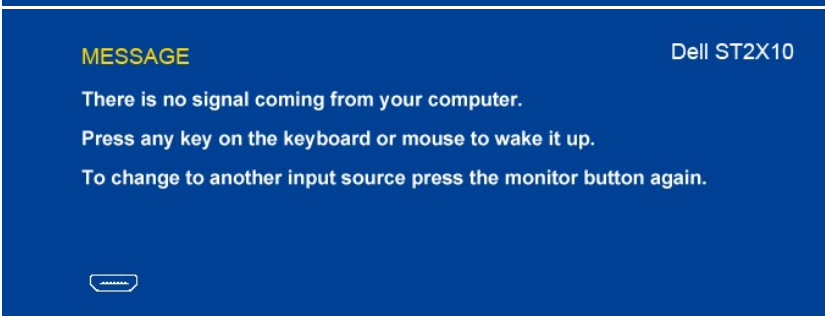 MESSAGE
Dell ST2X10
There is no signal coming from your computer.
Press any key on the keyboard or mouse to wake it up.
To change to another input source press the monitor button again.